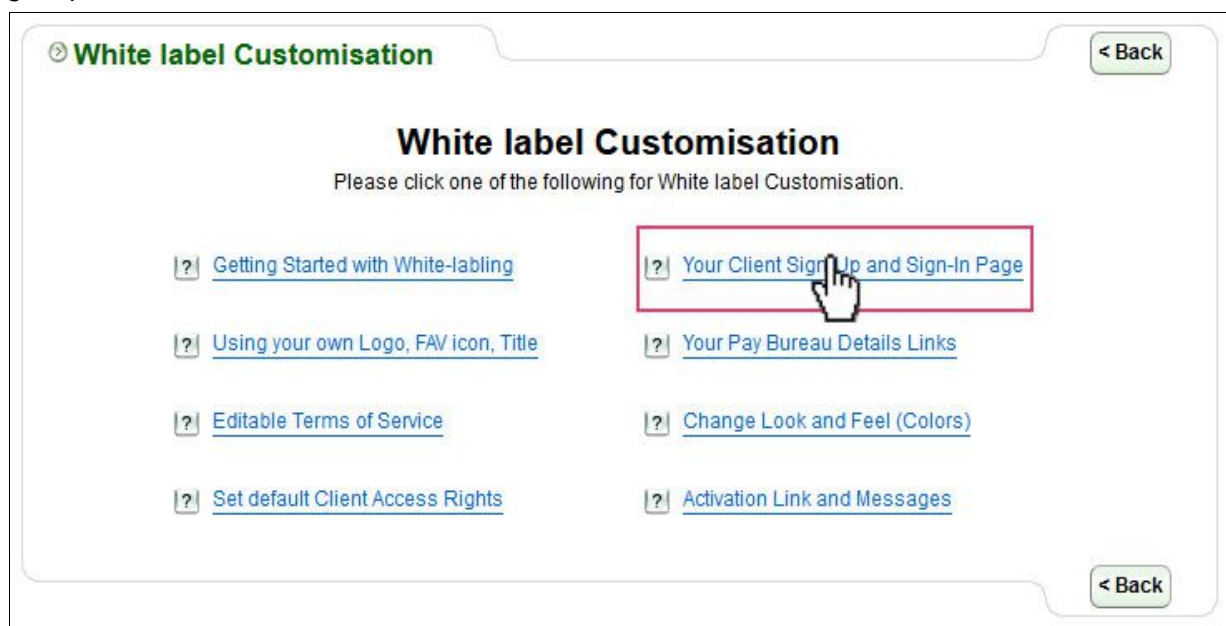 White label Customisation
< Back
White label Customisation
Please click one of the following for White label Customisation.
? Getting Started with White-labling
? Your Client Sign Up and Sign-In Page
? Using your own Logo, FAV icon, Title
? Your Pay Bureau Details Links
? Editable Terms of Service
? Change Look and Feel (Colors)
? Set default Client Access Rights
? Activation Link and Messages
< Back